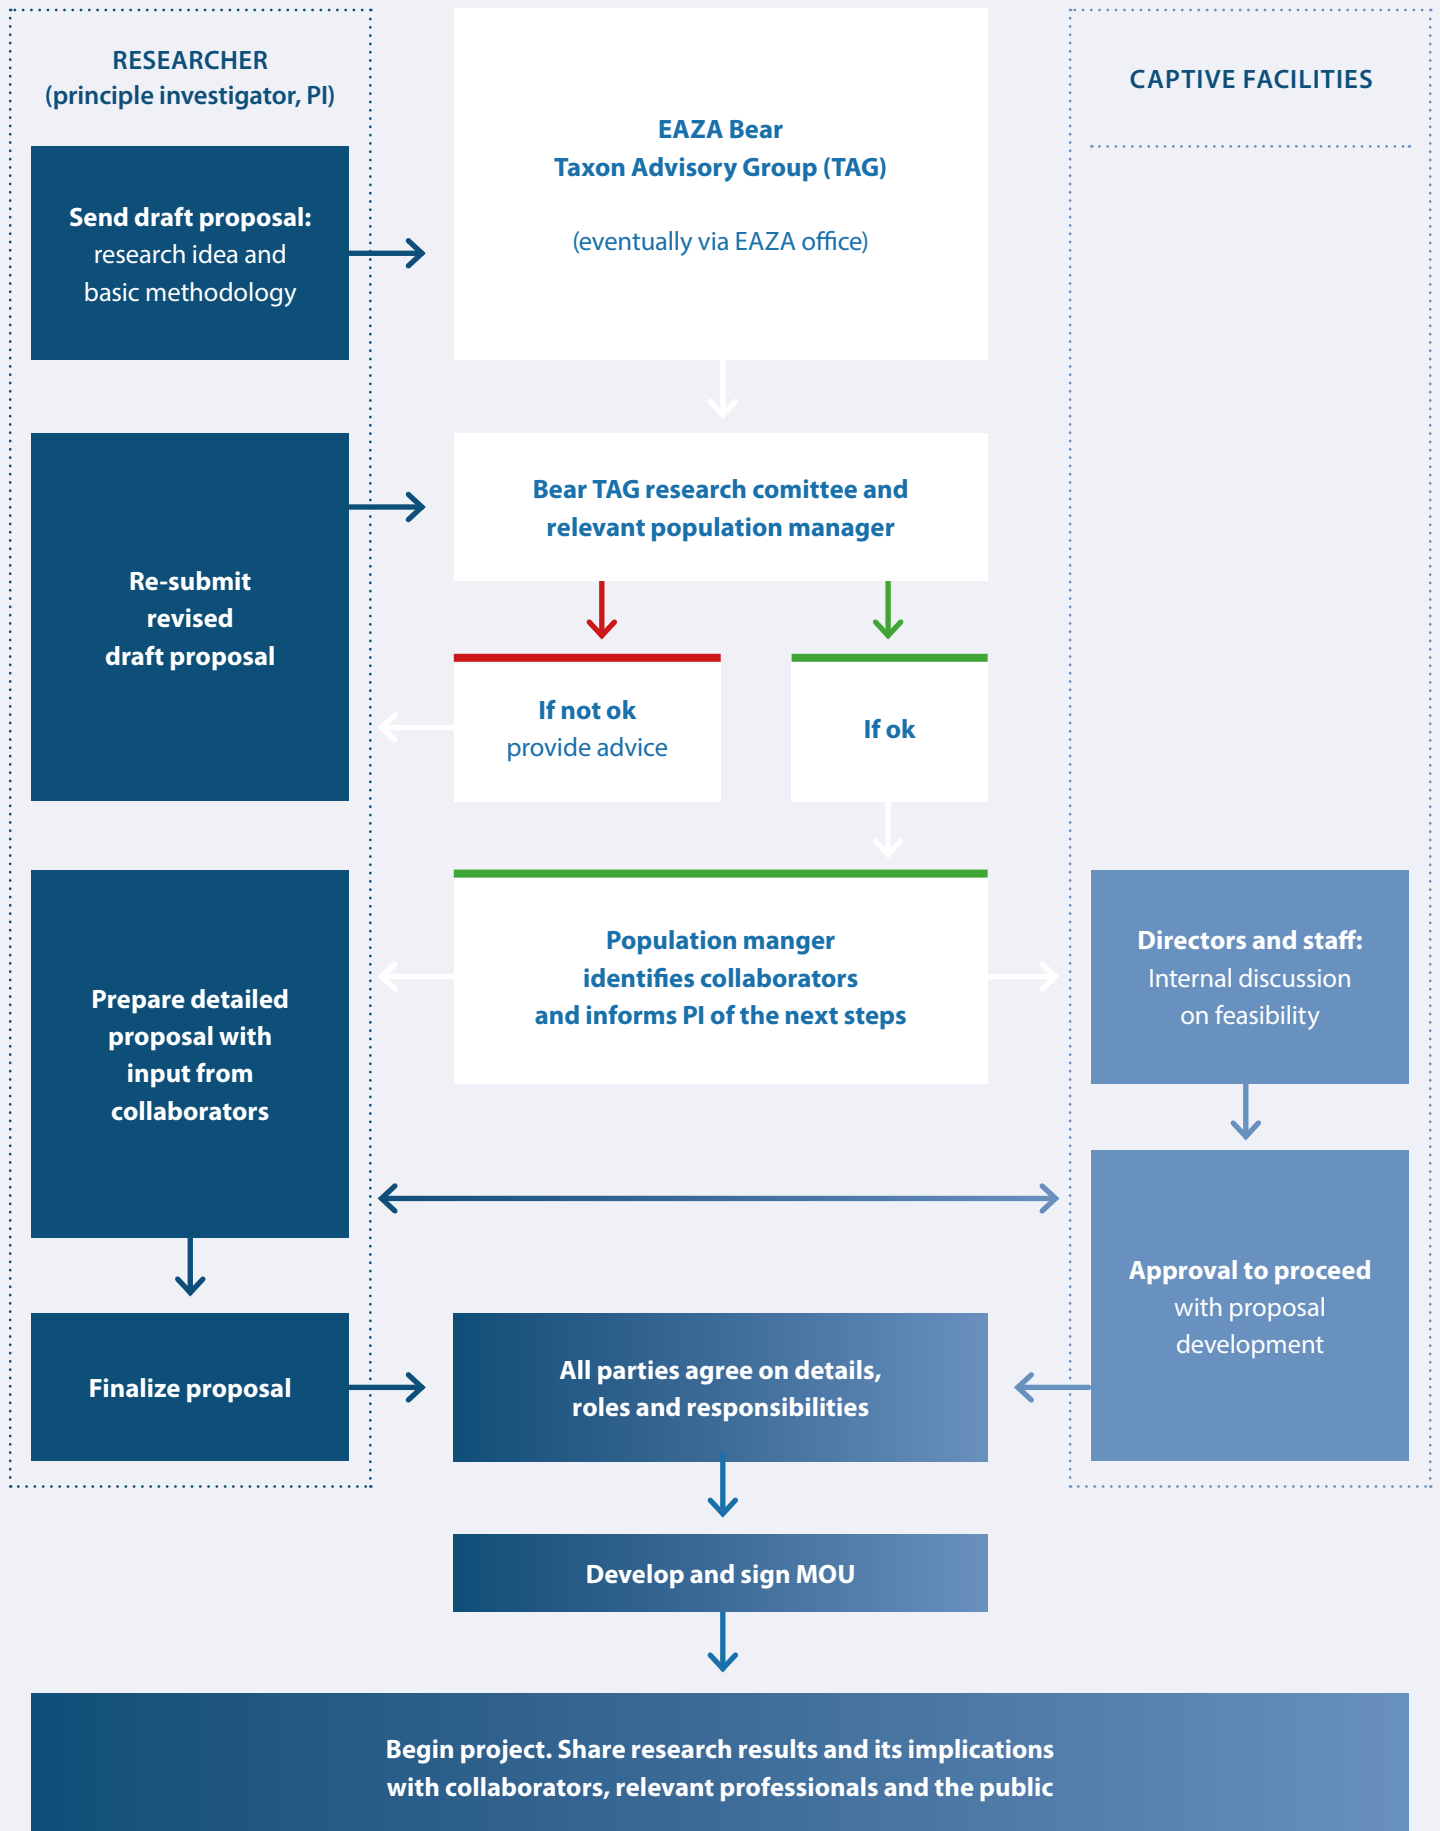 RESEARCHER
(principle investigator, PI)
EAZA Bear
Taxon Advisory Group (TAG)
(eventually via EAZA office)
CAPTIVE FACILITIES
Send draft proposal:
research idea and
basic methodology
Re-submit
revised
draft proposal
Bear TAG research comittee and
relevant population manager
If not ok
provide advice
If ok
Prepare detailed
proposal with
input from
collaborators
Population manger
identifies collaborators
and informs PI of the next steps
Directors and staff:
Internal discussion
on feasibility
Approval to proceed
with proposal
development
Finalize proposal
All parties agree on details,
roles and responsibilities
Develop and sign MOU
Begin project. Share research results and its implications
with collaborators, relevant professionals and the public